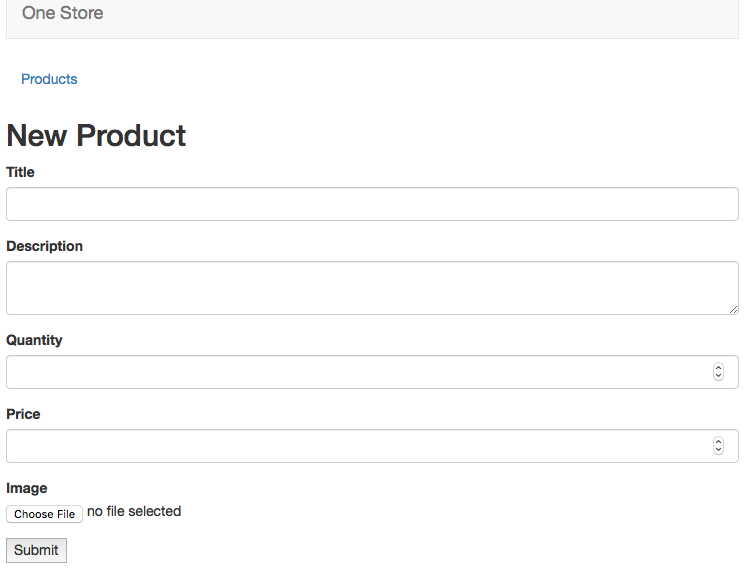 One Store
Products
New Product
Title
Description
Quantity
Price
Image
Choose File no file selected
Submit